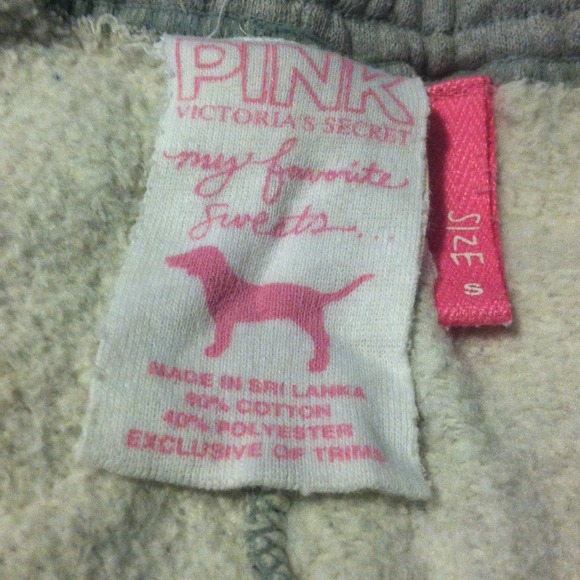 PINK
VICTORIA'S SECRET
my favorite
sweats...
MADE IN SRI LANKA
60% COTTON
40% POLYESTER
EXCLUSIVE OF TRIMS
SIZE S